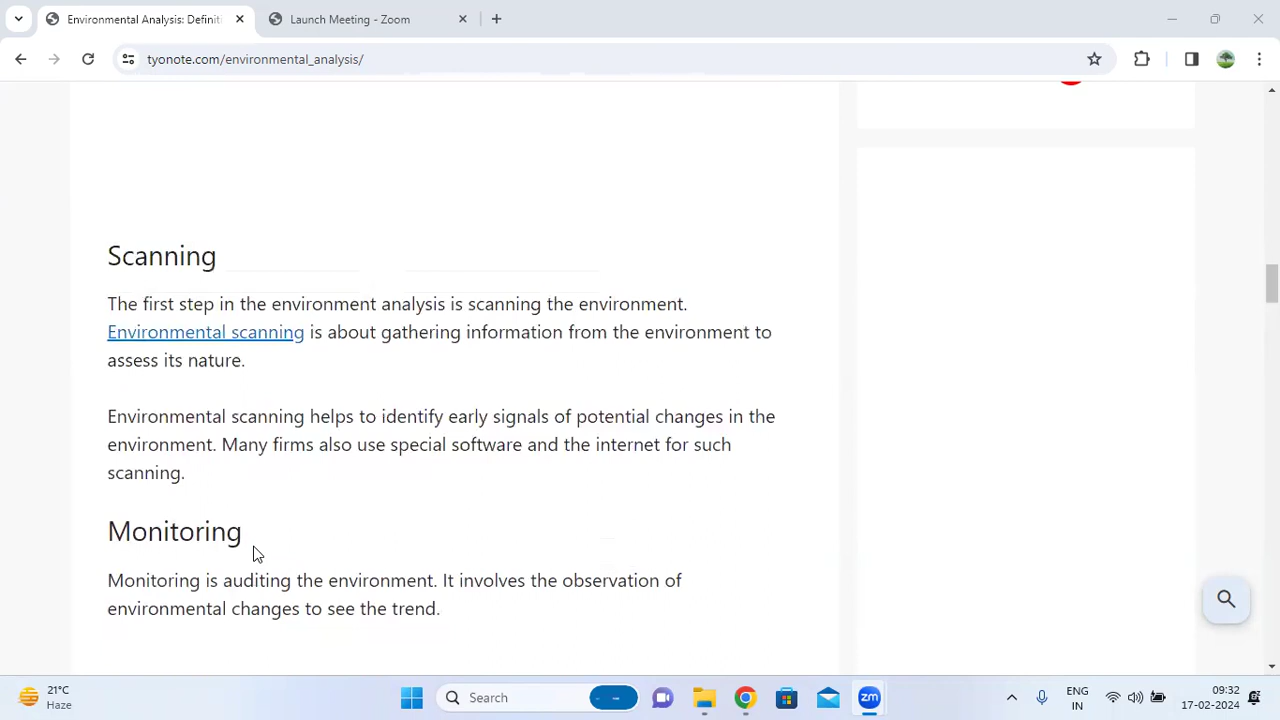 Environmental Analysis: Definiti
Launch Meeting - Zoom
tyonote.com/environmental_analysis/
Scanning
The first step in the environment analysis is scanning the environment.
Environmental scanning is about gathering information from the environment to
assess its nature.
Environmental scanning helps to identify early signals of potential changes in the
environment. Many firms also use special software and the internet for such
scanning.
Monitoring
Monitoring is auditing the environment. It involves the observation of
environmental changes to see the trend.
21°C
Haze
Search
zm
ENG
IN
09:32
17-02-2024